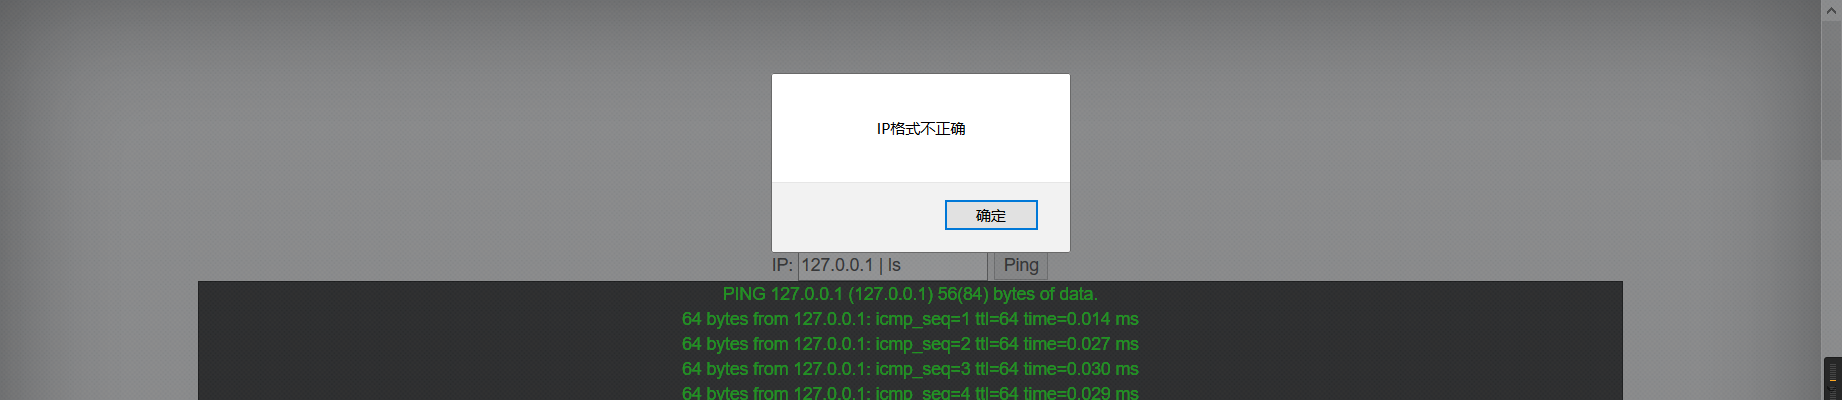 IP格式不正确
确定
IP: 127.0.0.1 | ls Ping
PING 127.0.0.1 (127.0.0.1) 56(84) bytes of data.
64 bytes from 127.0.0.1: icmp_seq=1 ttl=64 time=0.014 ms
64 bytes from 127.0.0.1: icmp_seq=2 ttl=64 time=0.027 ms
64 bytes from 127.0.0.1: icmp_seq=3 ttl=64 time=0.030 ms
64 bytes from 127.0.0.1: icmp_seq=4 ttl=64 time=0.029 ms